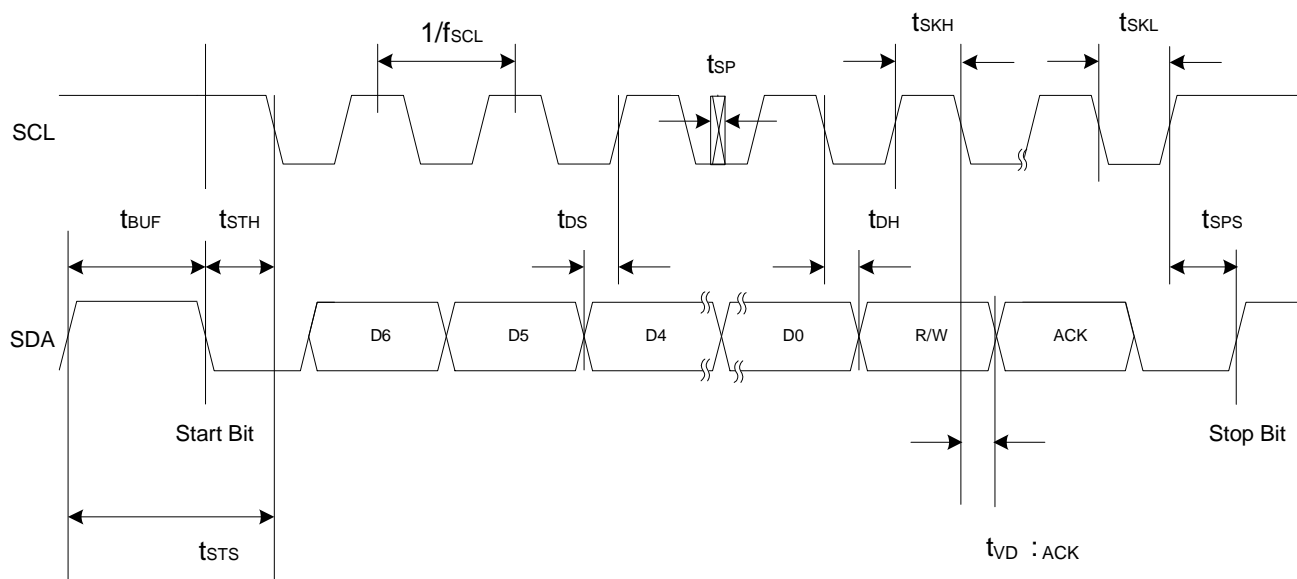 tSKH tSKL
1/fSCL
tSP
SCL
tBUF tSTH tDS tDH tSPS
SDA D6 D5 D4 D0 R/W ACK
Start Bit Stop Bit
tSTS tVD : ACK